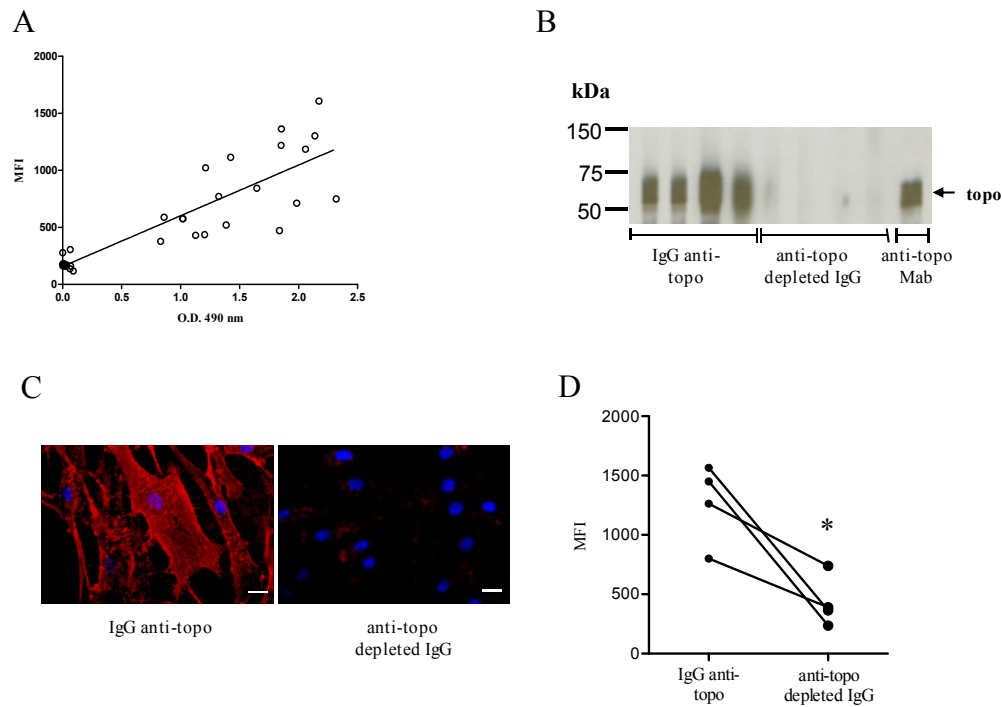 A
2000
1500
1000
500
0
MFI
0.0 0.5 1.0 1.5 2.0 2.5
O.D. 490 nm
B
kDa
150
75
50
topo
IgG anti-
topo
anti-topo
depleted IgG
anti-topo
Mab
C
IgG anti-topo
anti-topo
depleted IgG
D
2000
1500
1000
500
0
MFI
*
IgG anti-
topo
anti-topo
depleted IgG